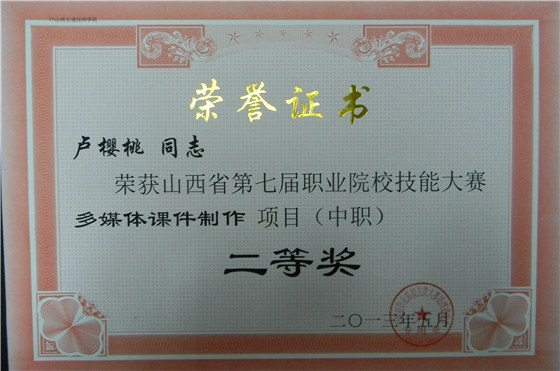 荣誉证书
卢樱桃 同志
荣获山西省第七届职业院校技能大赛
多媒体课件制作 项目（中职）
二等奖
二〇一三年五月